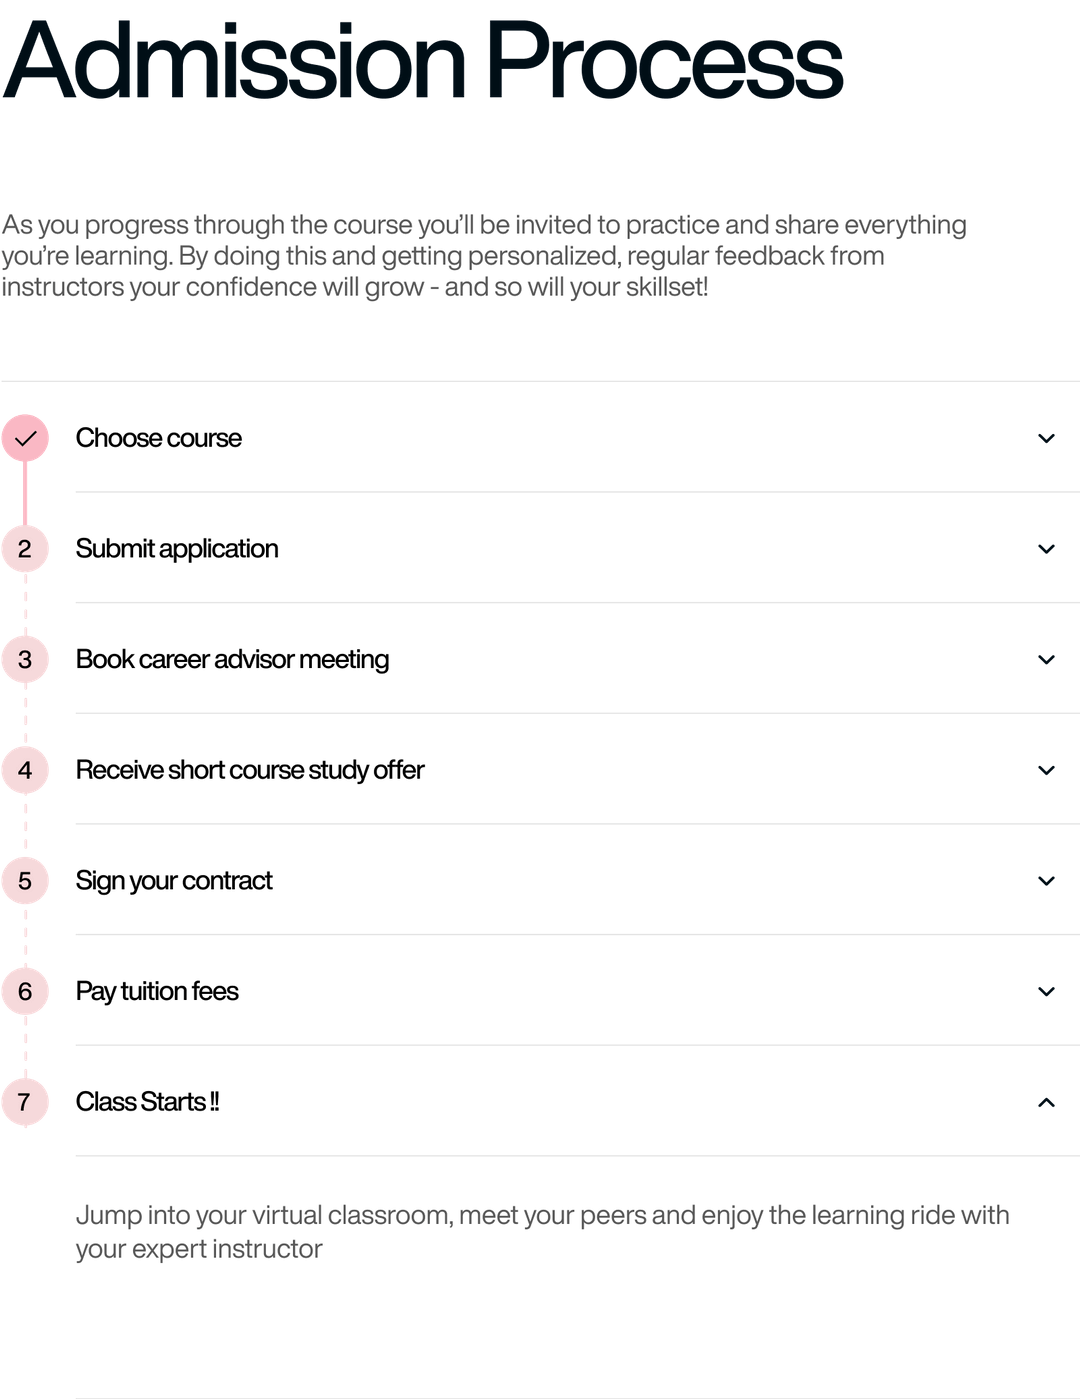 Admission Process
As you progress through the course you’ll be invited to practice and share everything
you’re learning. By doing this and getting personalized, regular feedback from
instructors your confidence will grow - and so will your skillset!
Choose course
2 Submit application
3 Book career advisor meeting
4 Receive short course study offer
5 Sign your contract
6 Pay tuition fees
7 Class Starts !!
Jump into your virtual classroom, meet your peers and enjoy the learning ride with
your expert instructor